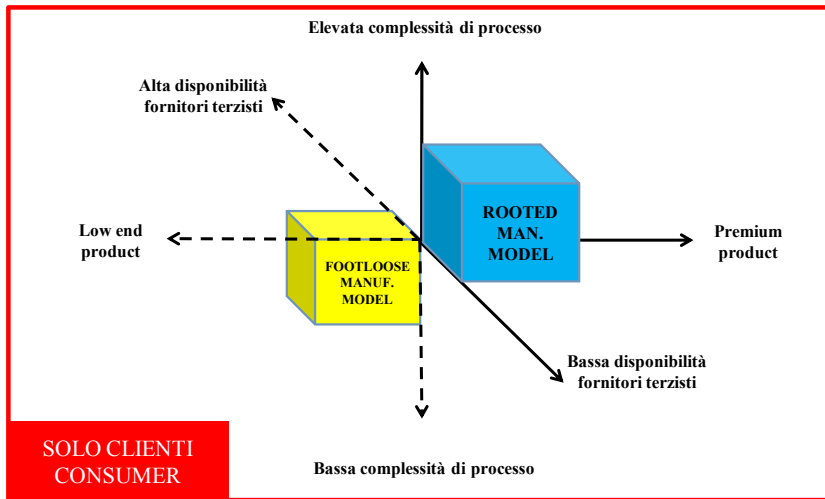 Elevata complessità di processo
Alta disponibilità
fornitori terzisti
ROOTED
MAN.
MODEL
Low end
product
Premium
product
FOOTLOOSE
MANUF.
MODEL
Bassa disponibilità
fornitori terzisti
SOLO CLIENTI
CONSUMER
Bassa complessità di processo